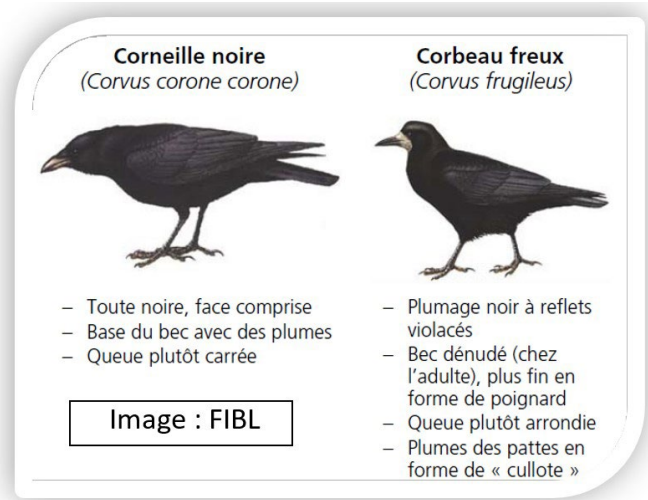 Corneille noire
(Corvus corone corone)
– Toute noire, face comprise
– Base du bec avec des plumes
– Queue plutôt carrée
Image : FIBL
Corbeau freux
(Corvus frugileus)
– Plumage noir à reflets
violacés
– Bec dénudé (chez
l’adulte), plus fin en
forme de poignard
– Queue plutôt arrondie
– Plumes des pattes en
forme de « cullote »